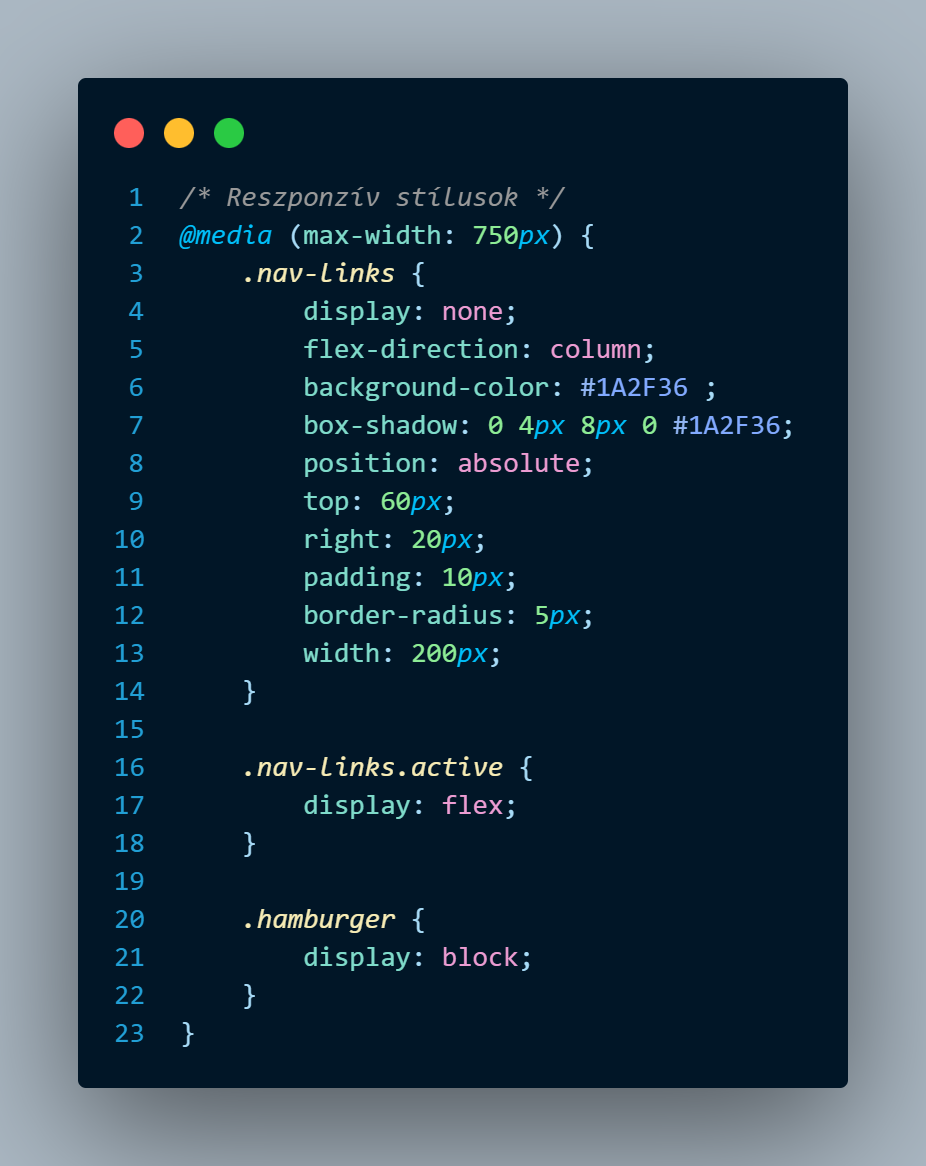 1 /* Reszponzív stílusok */
2 @media (max-width: 750px) {
3     .nav-links {
4         display: none;
5         flex-direction: column;
6         background-color: #1A2F36 ;
7         box-shadow: 0 4px 8px 0 #1A2F36;
8         position: absolute;
9         top: 60px;
10         right: 20px;
11         padding: 10px;
12         border-radius: 5px;
13         width: 200px;
14     }
15
16     .nav-links.active {
17         display: flex;
18     }
19
20     .hamburger {
21         display: block;
22     }
23 }